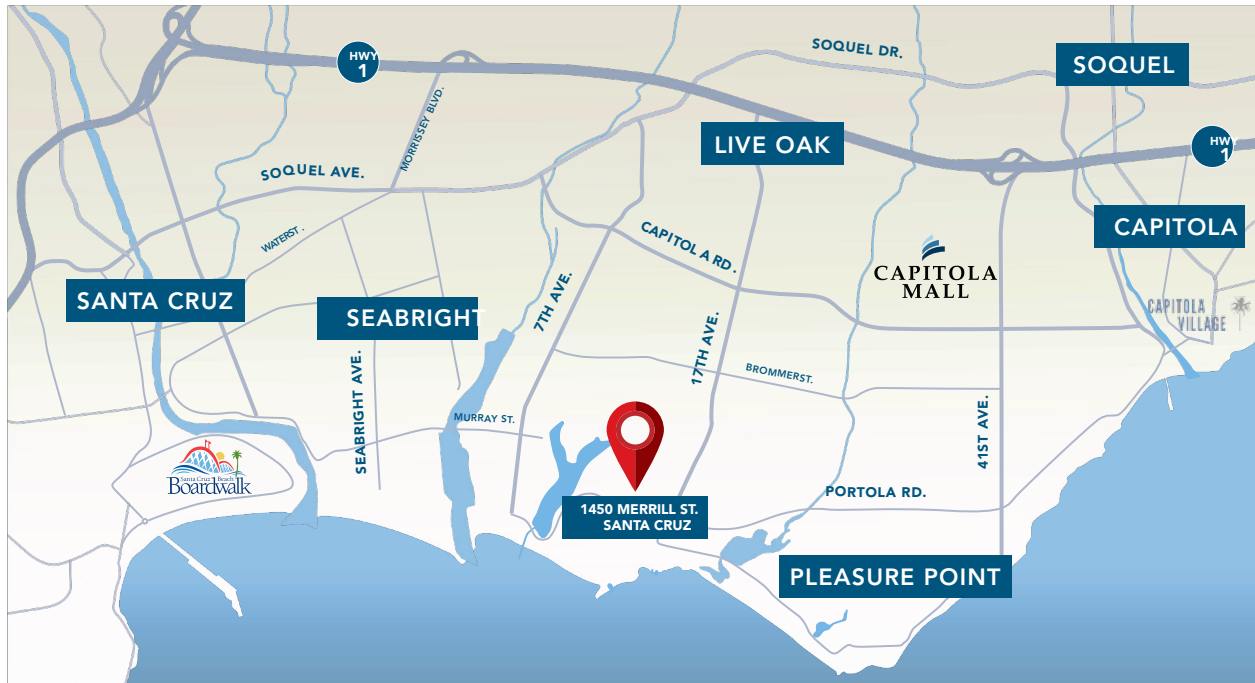 SOQUEL DR.
SOQUEL
HWY
1
MORRISSEY BLVD.
LIVE OAK
HWY
1
SOQUEL AVE.
CAPITOLA
WATERST .
CAPITOL A RD .
CAPITOLA
MALL
SANTA CRUZ
SEABRIGHT
7TH AVE.
CAPITOLA
VILLAGE
17TH AVE.
BROMMERST.
SEABRIGHT AVE.
MURRAY ST.
41ST AVE.
Santa Cruz Beach
Boardwalk
PORTOLA RD.
1450 MERRILL ST.
SANTA CRUZ
PLEASURE POINT